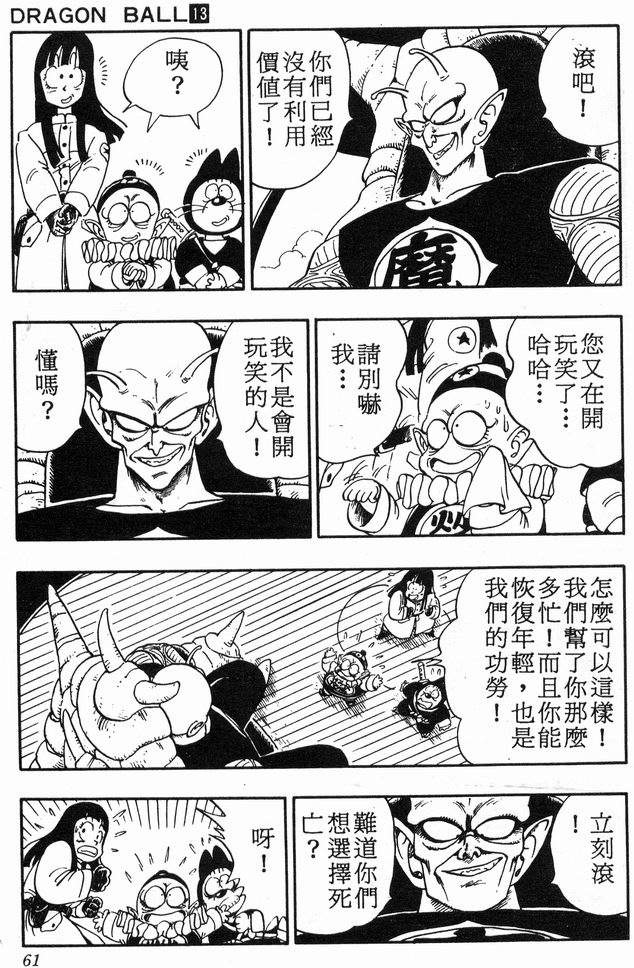 DRAGON BALL 13
滾吧！
你們已經
沒有利用
價值了！
魔
咦？
您又在開
玩笑了…
哈哈…
請別嚇
我…
我不是會開
玩笑的人！
懂嗎？
怎麼可以這樣！
我們幫了你那麼
多忙！而且你能
恢復年輕，也是
我們的功勞！
立刻滾
！
難道你們
想選擇死
亡？
呀！
61